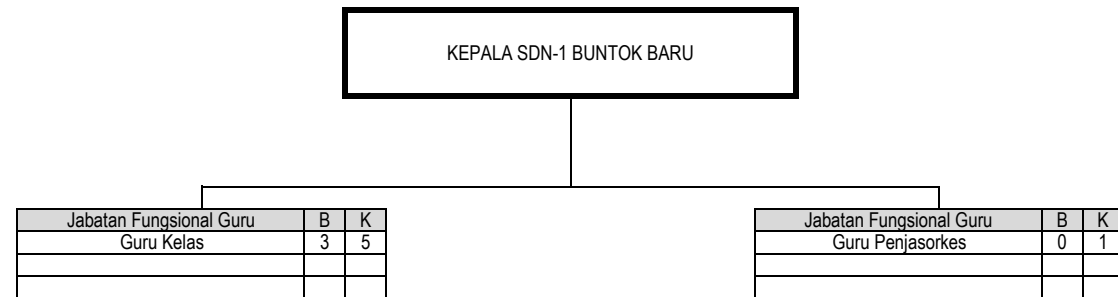 KEPALA SDN-1 BUNTOK BARU
Jabatan Fungsional Guru B K
Guru Kelas 3 5
Jabatan Fungsional Guru B K
Guru Penjasorkes 0 1